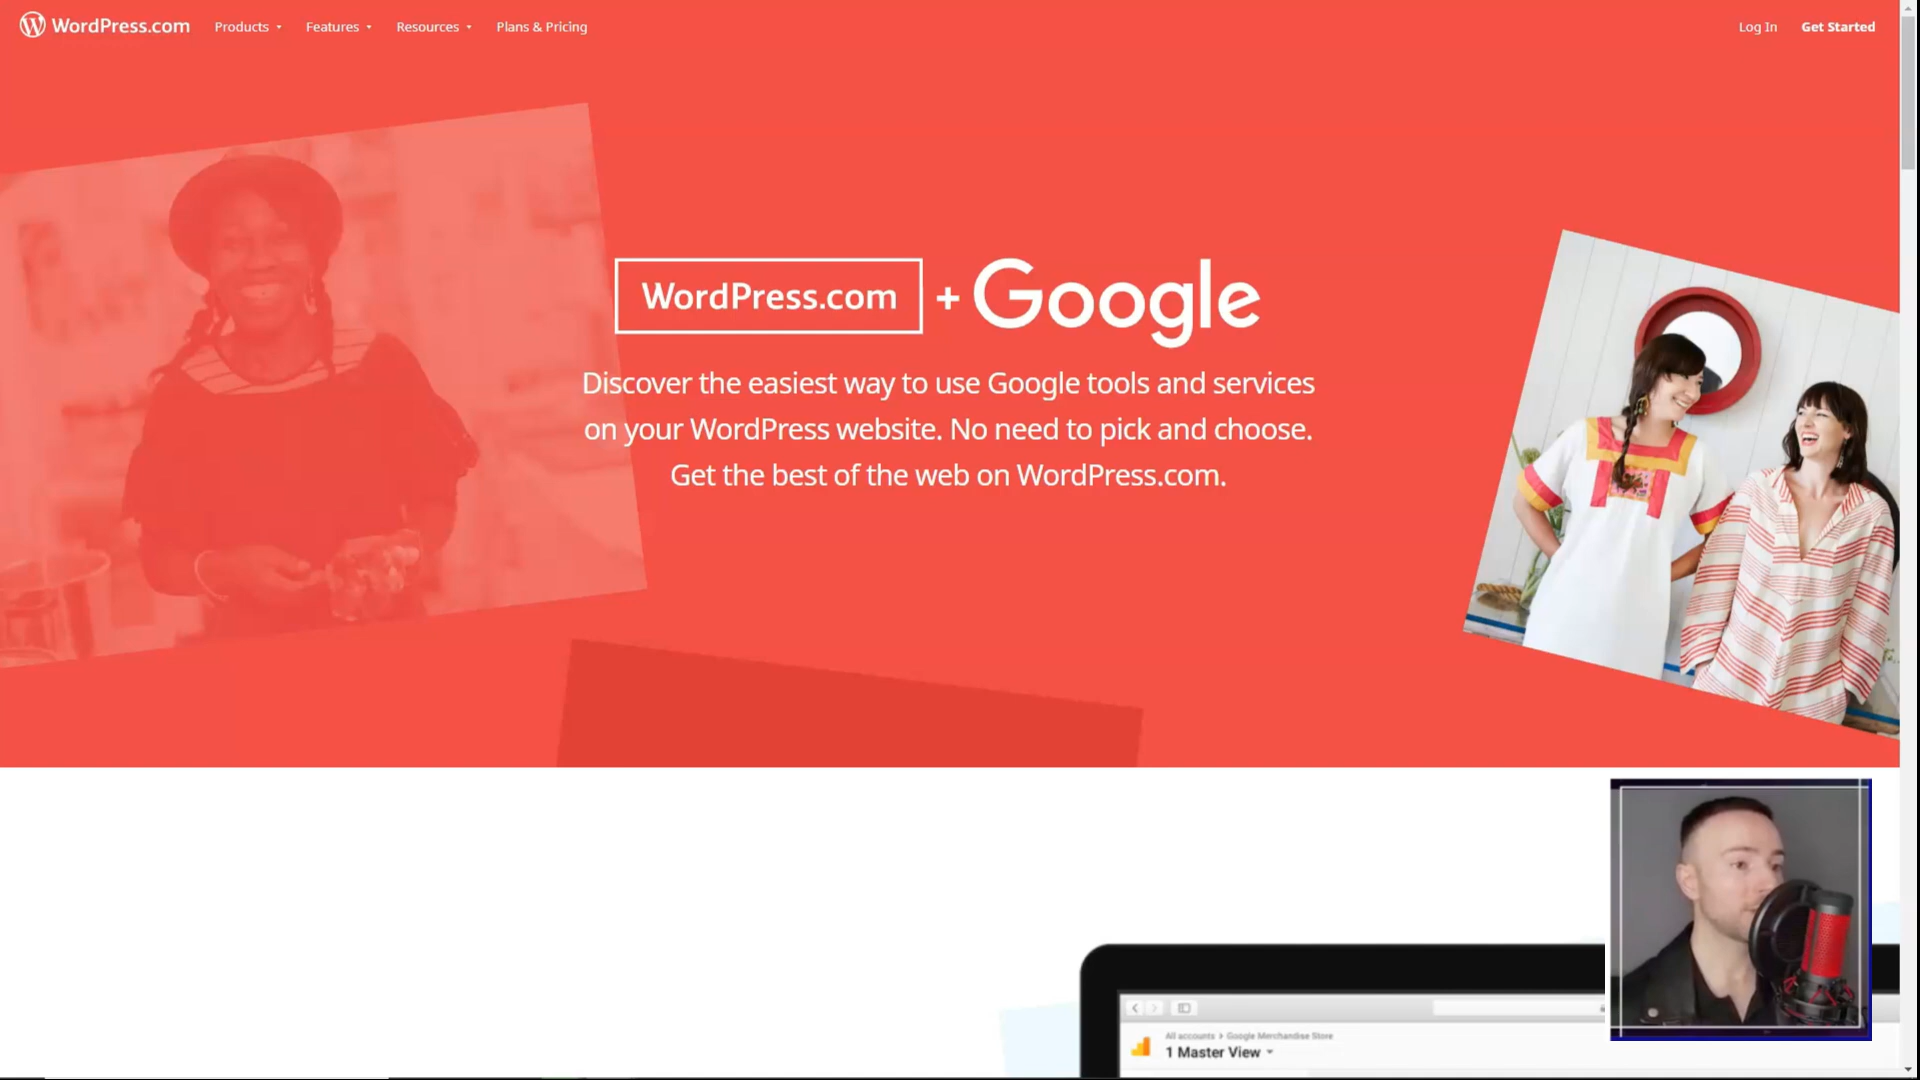 WordPress.com Products Features Resources Plans & Pricing Log In Get Started
WordPress.com + Google
Discover the easiest way to use Google tools and services
on your WordPress website. No need to pick and choose.
Get the best of the web on WordPress.com.
All accounts > Google Merchandise Store
1 Master View